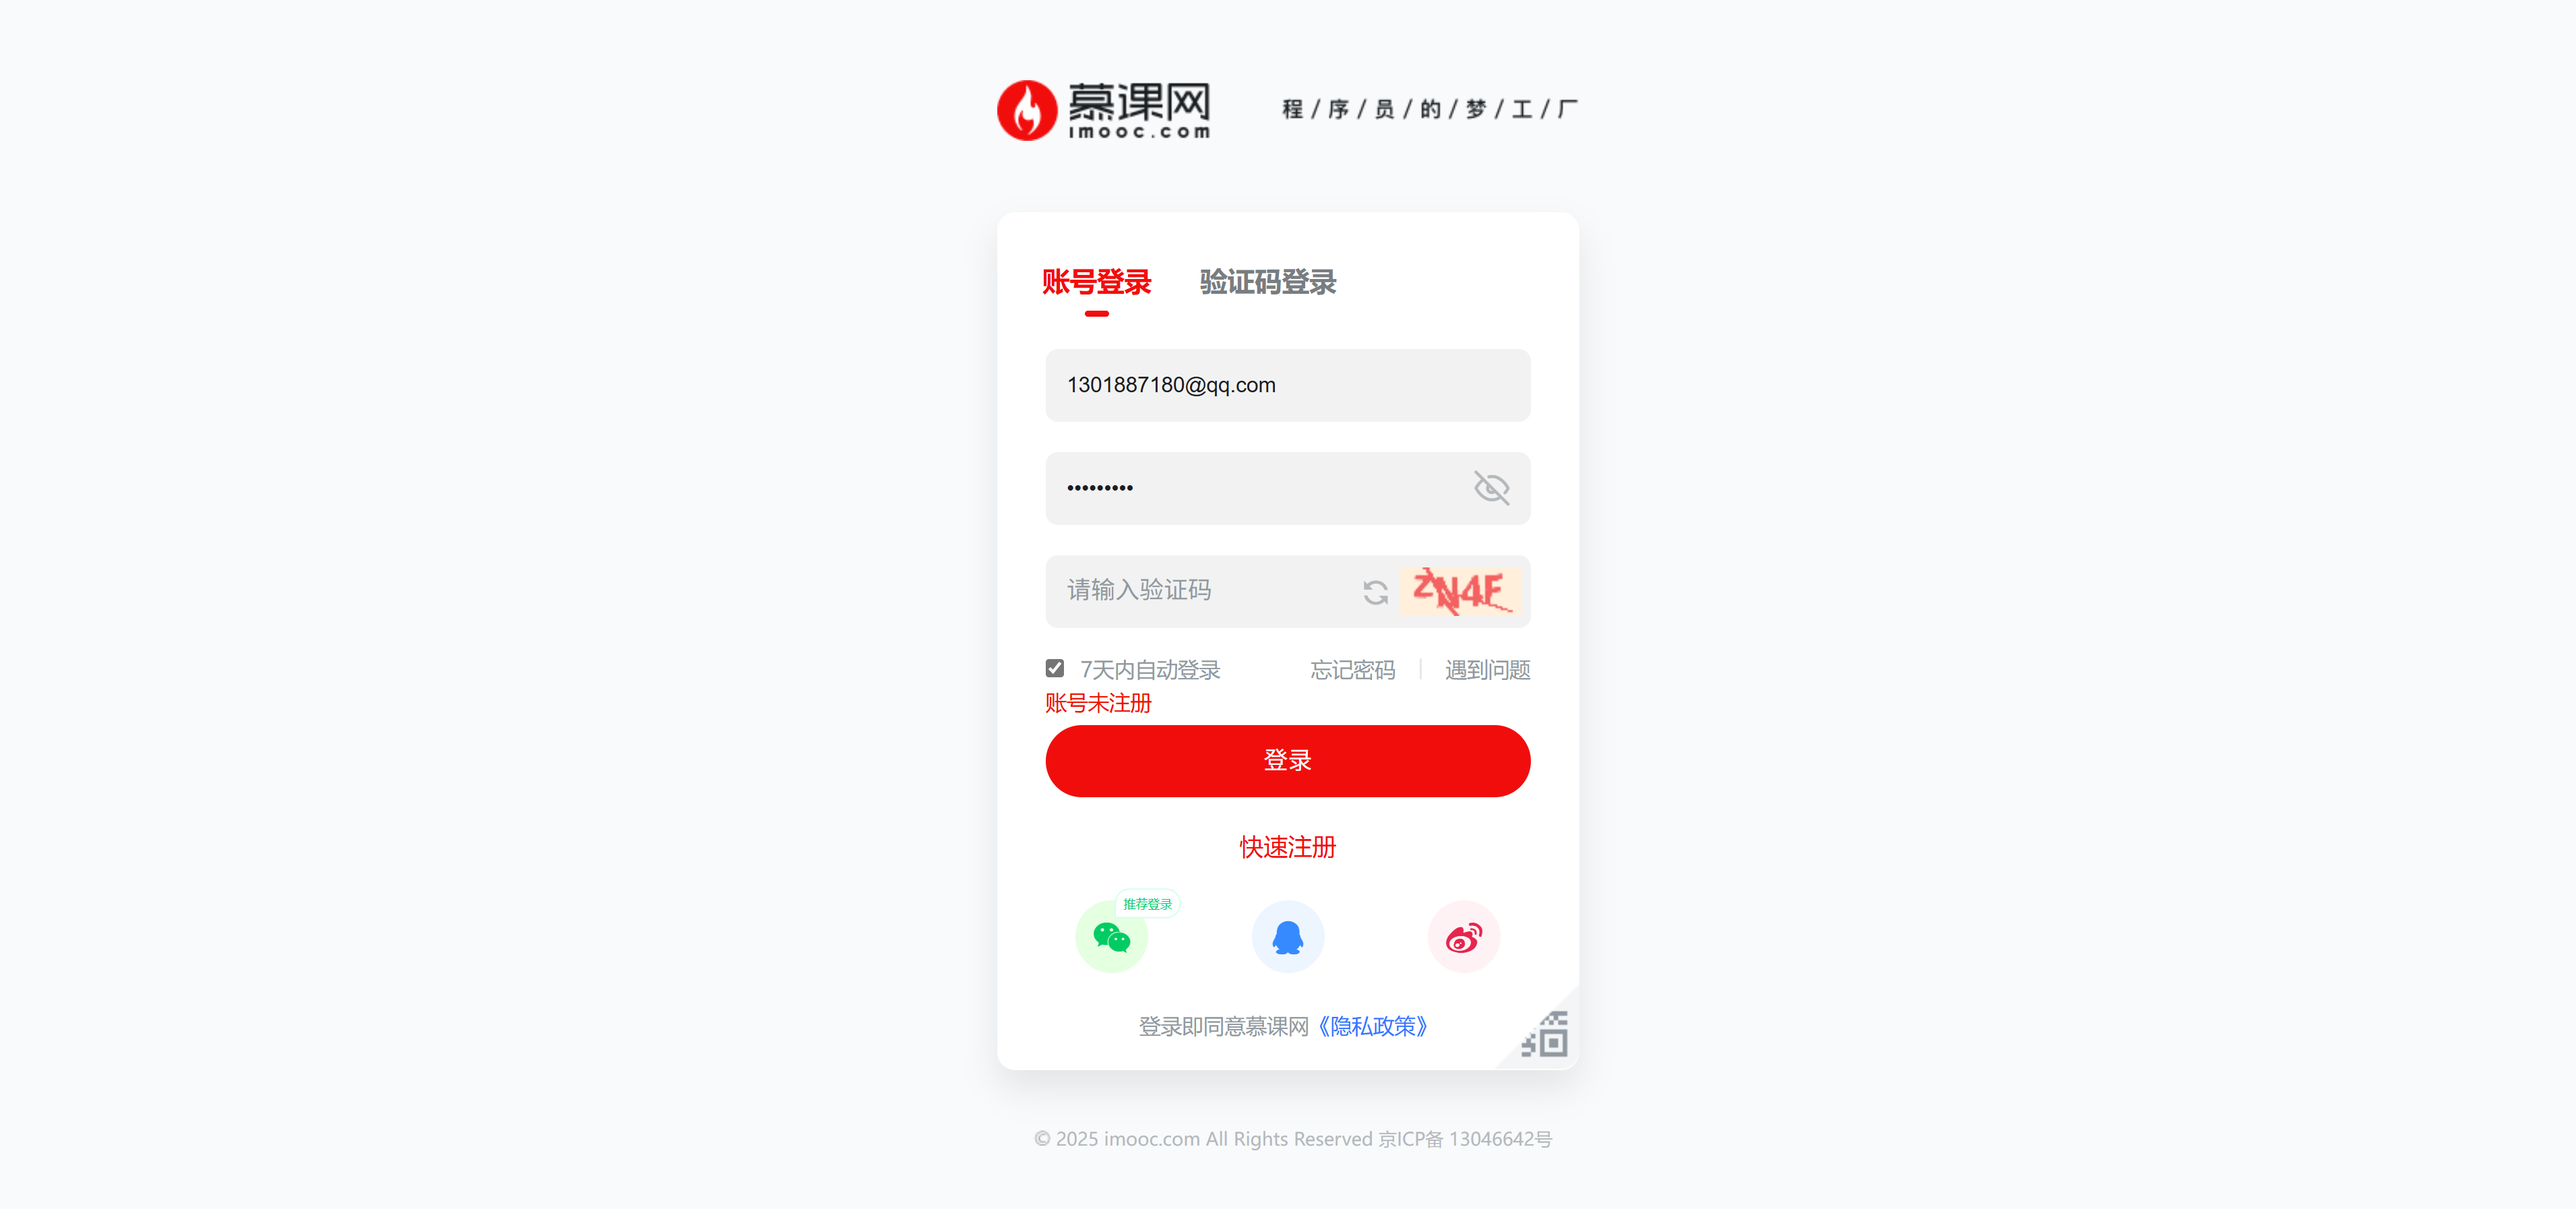 慕课网
imooc.com
程/序/员/的/梦/工/厂
账号登录 验证码登录
1301887180@qq.com
•••••••••
请输入验证码
ZN4F
7天内自动登录 忘记密码 遇到问题
账号未注册
登录
快速注册
推荐登录
登录即同意慕课网《隐私政策》
© 2025 imooc.com All Rights Reserved 京ICP备 13046642号